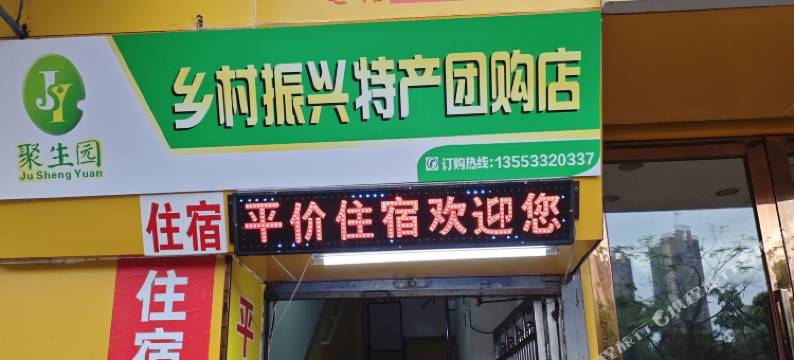 JSY
聚生园
Ju Sheng Yuan
乡村振兴特产团购店
订购热线:13553320337
住宿
平价住宿欢迎您
住宿
平